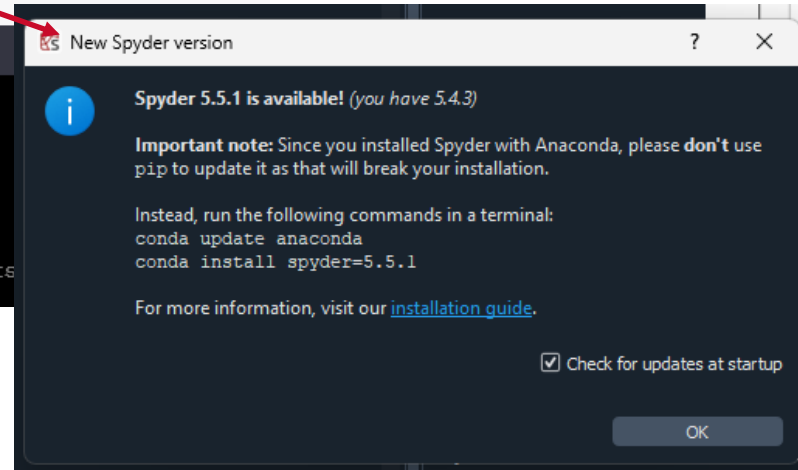 New Spyder version
? X
Spyder 5.5.1 is available! (you have 5.4.3)
Important note: Since you installed Spyder with Anaconda, please don't use
pip to update it as that will break your installation.
Instead, run the following commands in a terminal:
conda update anaconda
conda install spyder=5.5.1
For more information, visit our installation guide.
Check for updates at startup
OK